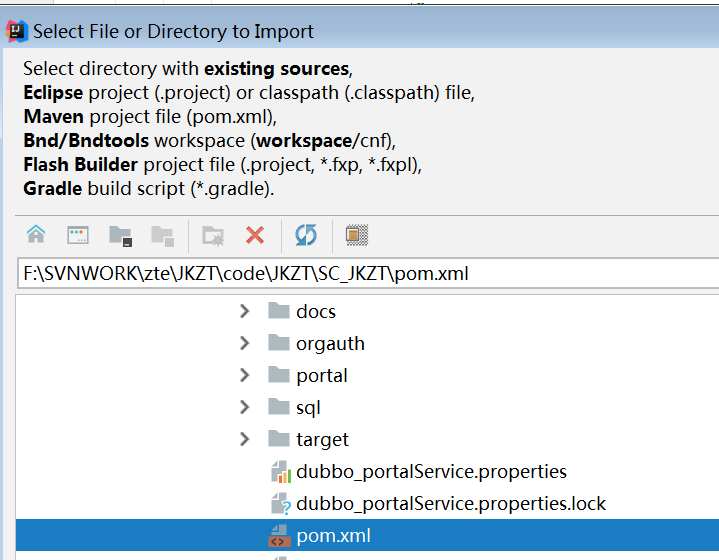 Select File or Directory to Import
Select directory with existing sources,
Eclipse project (.project) or classpath (.classpath) file,
Maven project file (pom.xml),
Bnd/Bndtools workspace (workspace/cnf),
Flash Builder project file (.project, *.fxp, *.fxpl),
Gradle build script (*.gradle).
F:\SVNWORK\zte\JKZT\code\JKZT\SC_JKZT\pom.xml
docs
orgauth
portal
sql
target
dubbo_portalService.properties
dubbo_portalService.properties.lock
pom.xml